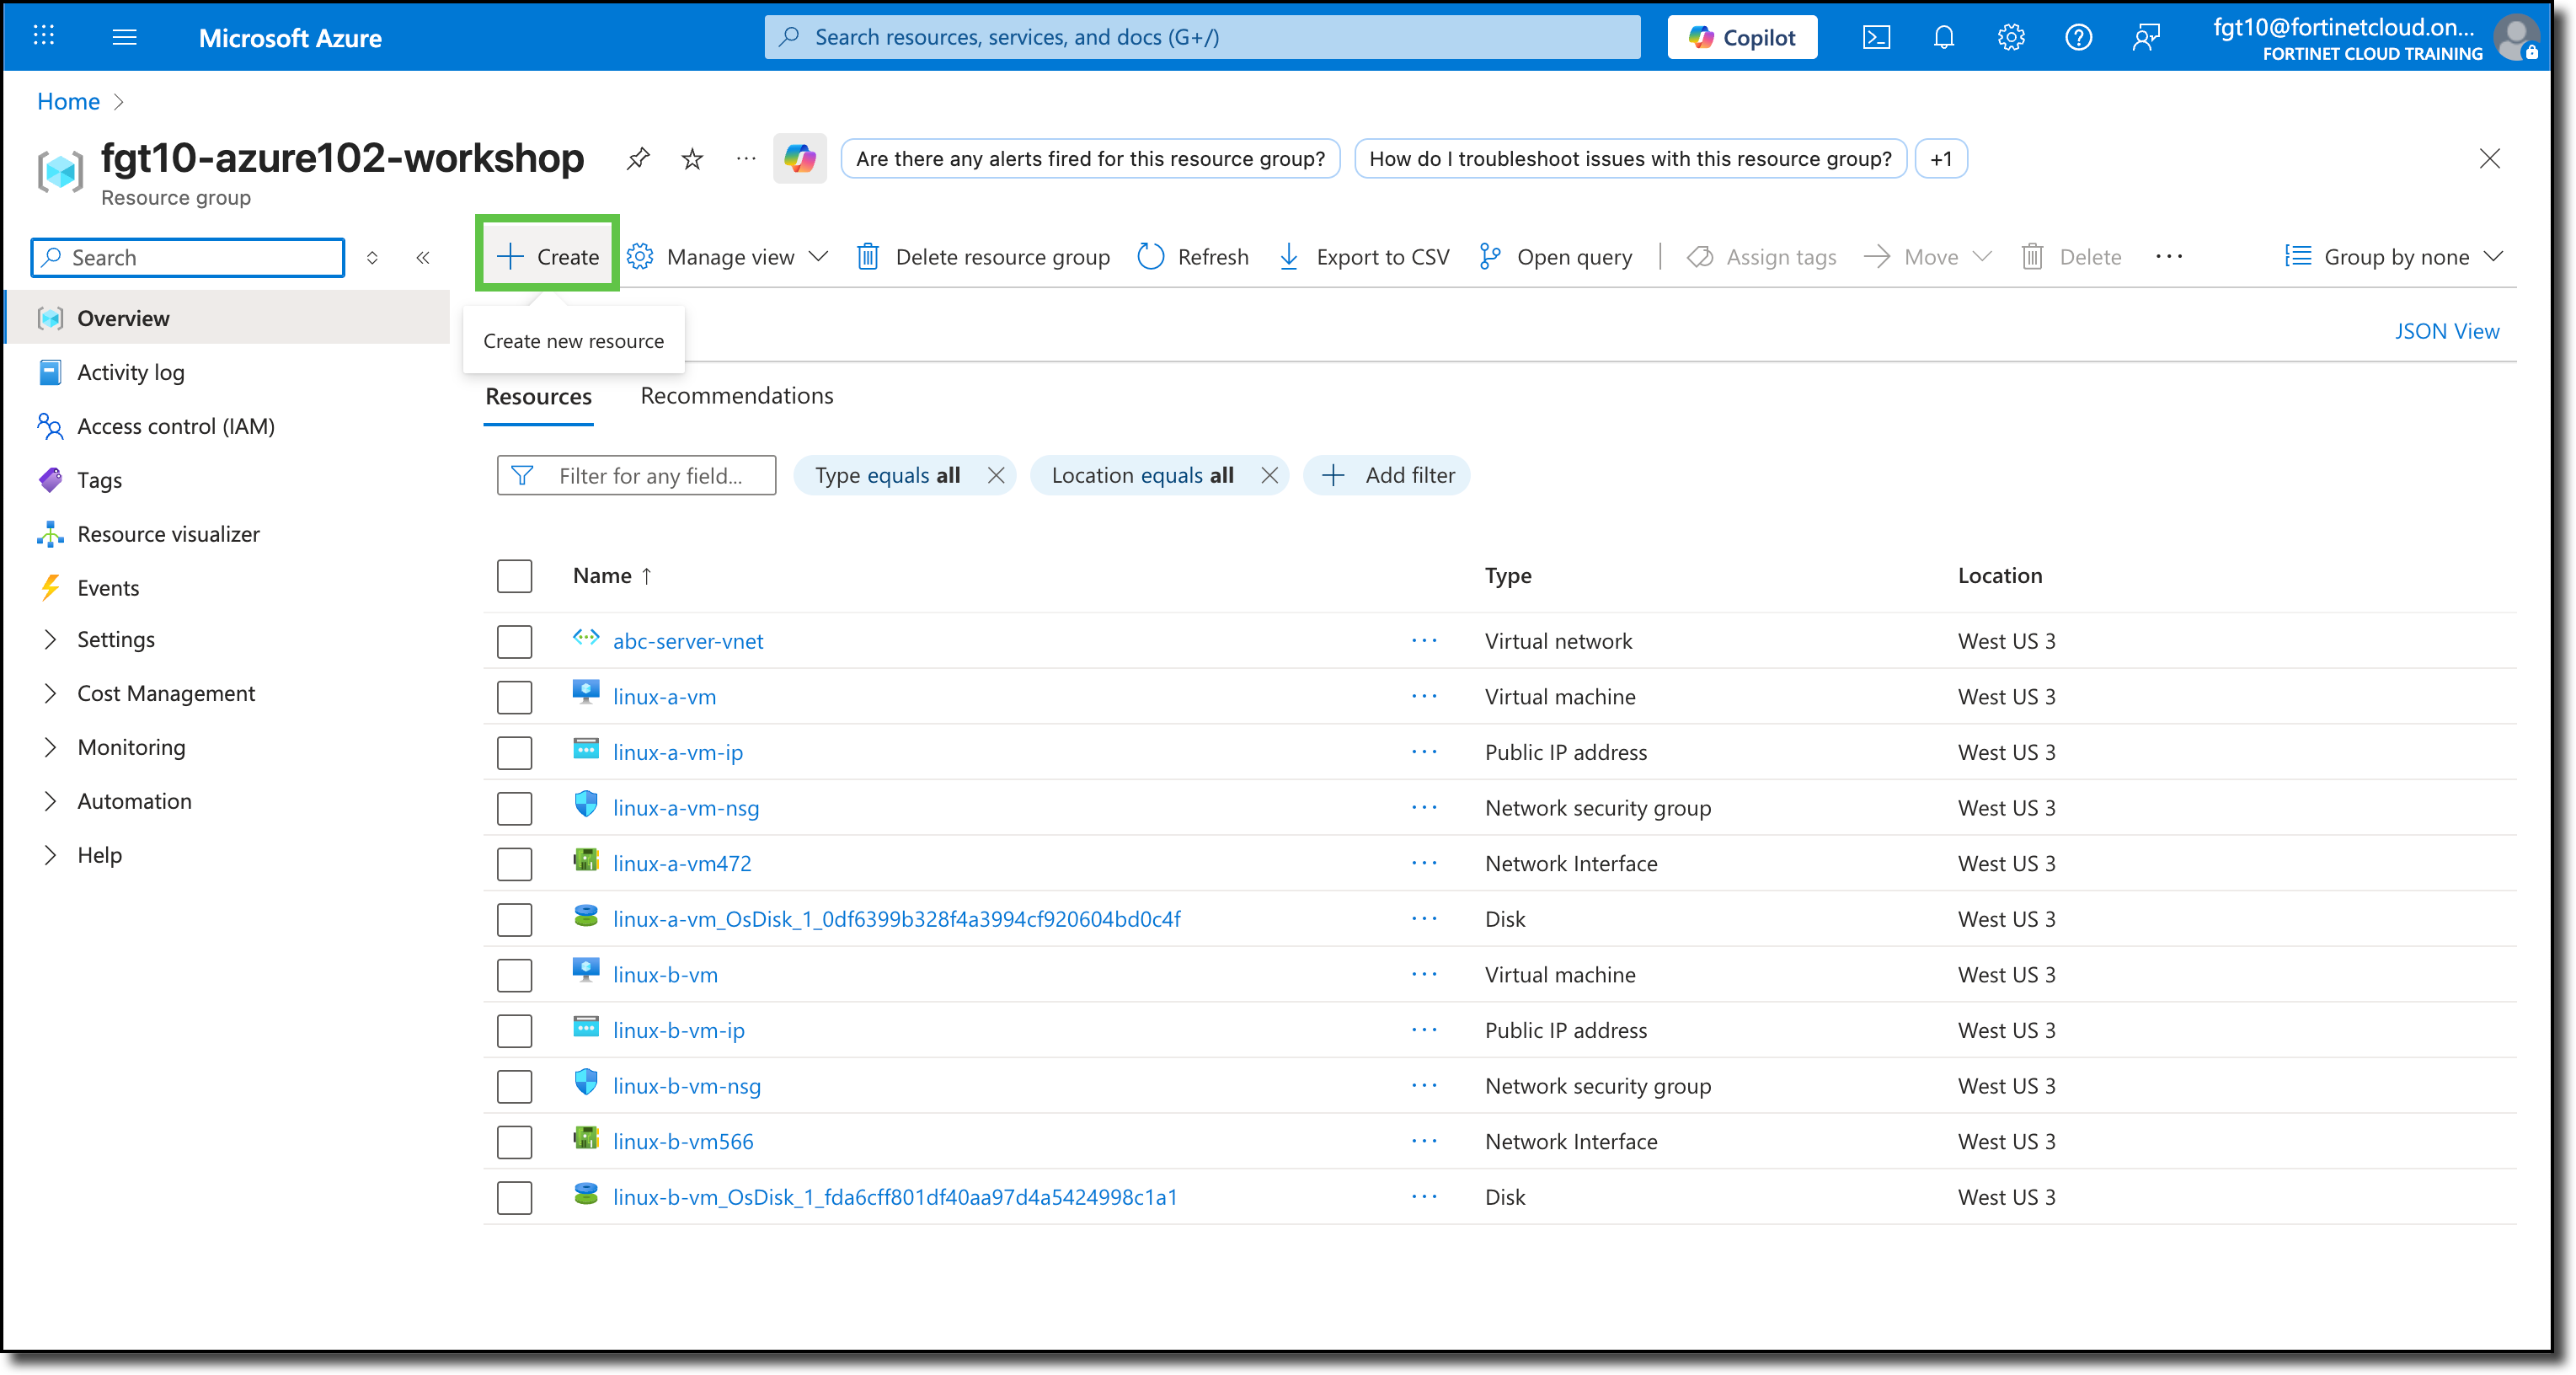 Microsoft Azure
Search resources, services, and docs (G+/)
Copilot
fgt10@fortinetcloud.on...
FORTINET CLOUD TRAINING
Home
fgt10-azure102-workshop
Are there any alerts fired for this resource group?
How do I troubleshoot issues with this resource group?
+1
Resource group
Search
Create
Manage view
Delete resource group
Refresh
Export to CSV
Open query
Assign tags
Move
Delete
Group by none
Create new resource
JSON View
Overview
Activity log
Access control (IAM)
Tags
Resource visualizer
Events
Settings
Cost Management
Monitoring
Automation
Help
Resources
Recommendations
Filter for any field...
Type equals all
Location equals all
Add filter
Name ↑ Type Location
abc-server-vnet ··· Virtual network West US 3
linux-a-vm ··· Virtual machine West US 3
linux-a-vm-ip ··· Public IP address West US 3
linux-a-vm-nsg ··· Network security group West US 3
linux-a-vm472 ··· Network Interface West US 3
linux-a-vm_OsDisk_1_0df6399b328f4a3994cf920604bd0c4f ··· Disk West US 3
linux-b-vm ··· Virtual machine West US 3
linux-b-vm-ip ··· Public IP address West US 3
linux-b-vm-nsg ··· Network security group West US 3
linux-b-vm566 ··· Network Interface West US 3
linux-b-vm_OsDisk_1_fda6cff801df40aa97d4a5424998c1a1 ··· Disk West US 3